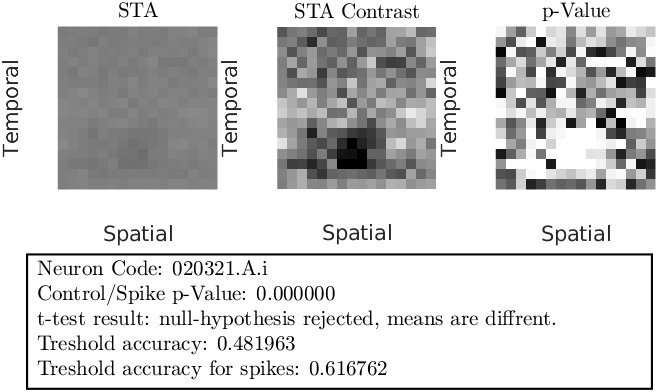 STA
STA Contrast
p-Value
Temporal
Temporal
Temporal
Spatial
Spatial
Spatial
Neuron Code: 020321.A.i
Control/Spike p-Value: 0.000000
t-test result: null-hypothesis rejected, means are diffrent.
Treshold accuracy: 0.481963
Treshold accuracy for spikes: 0.616762